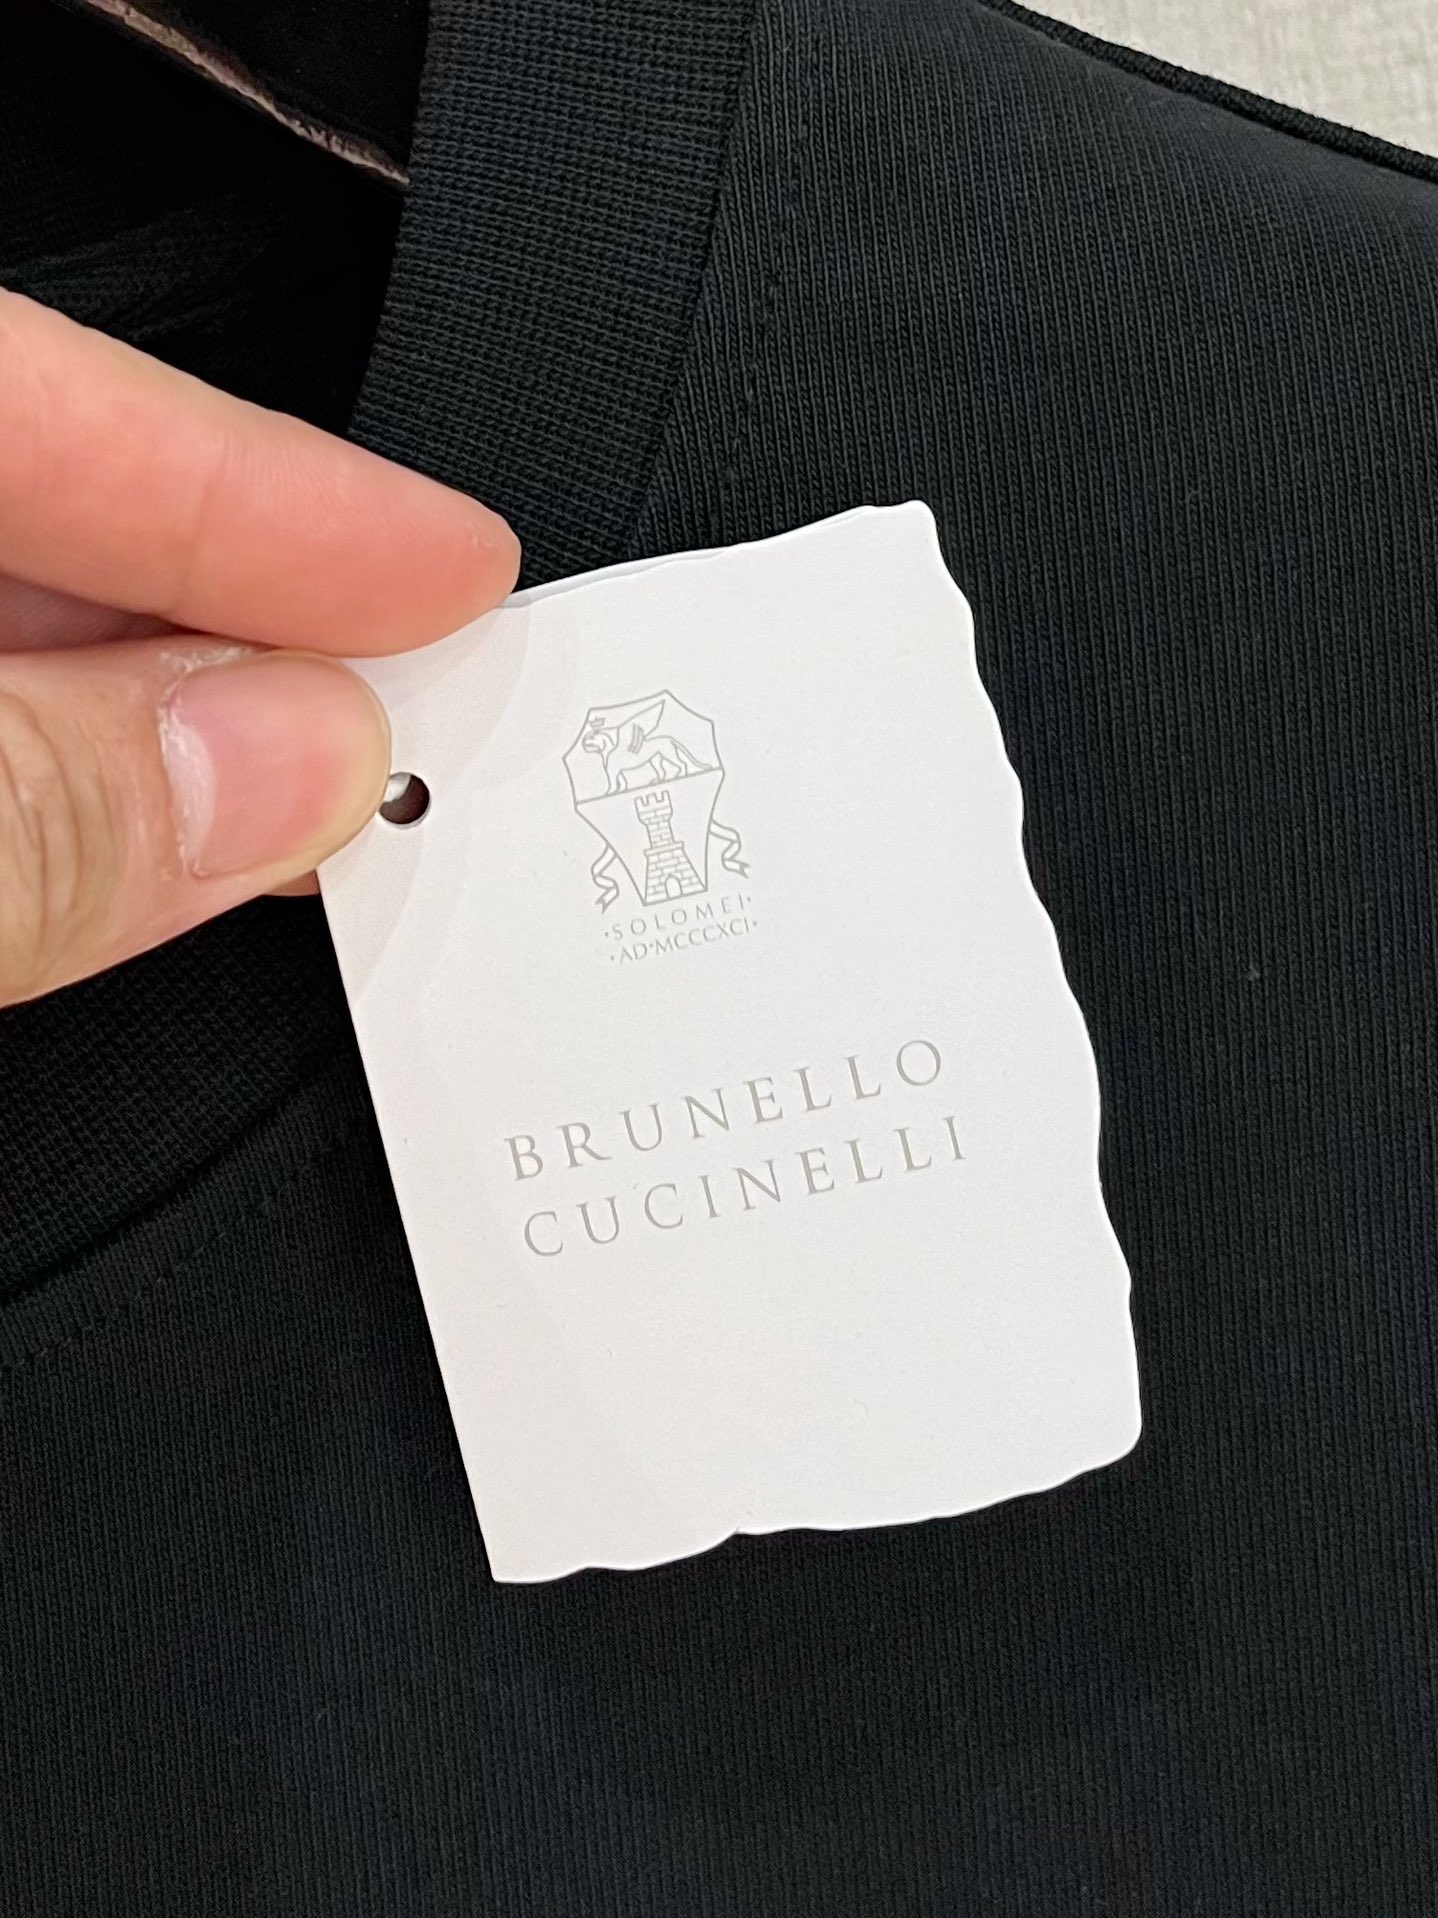 ·SOLOMEI·
·AD·MCCCXCI·
BRUNELLO
CUCINELLI